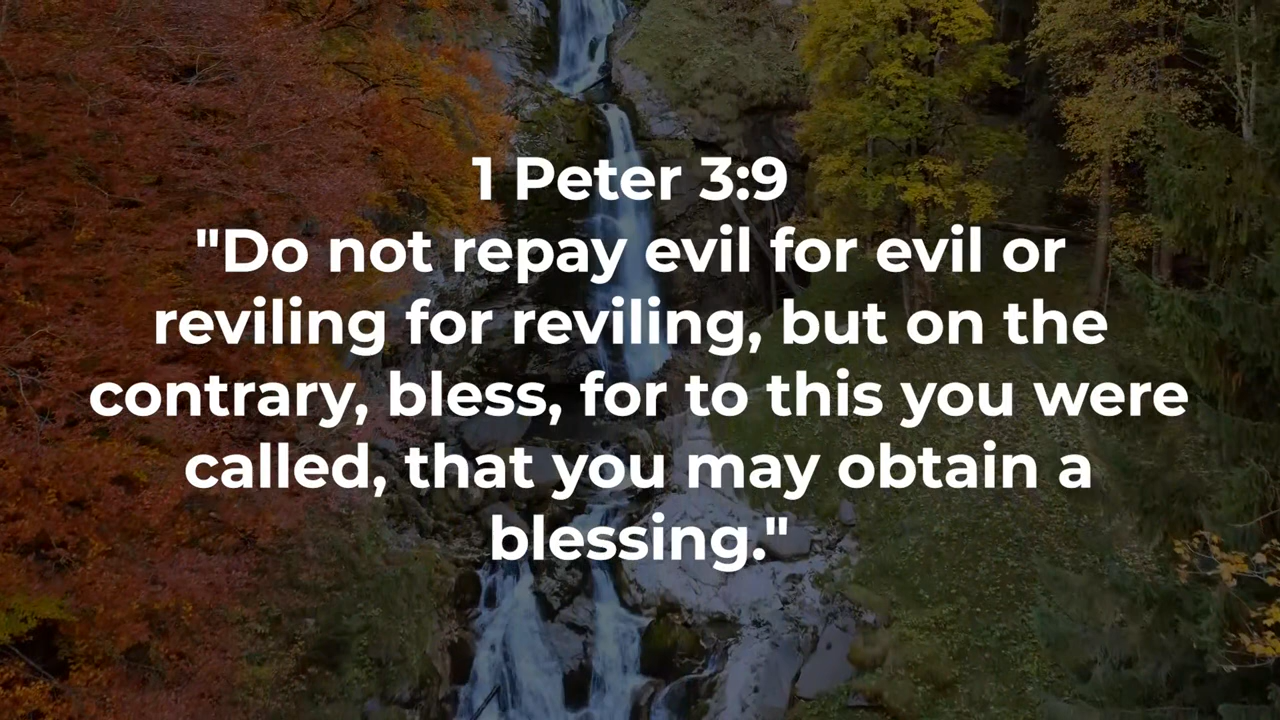 1 Peter 3:9
"Do not repay evil for evil or
reviling for reviling, but on the
contrary, bless, for to this you were
called, that you may obtain a
blessing."